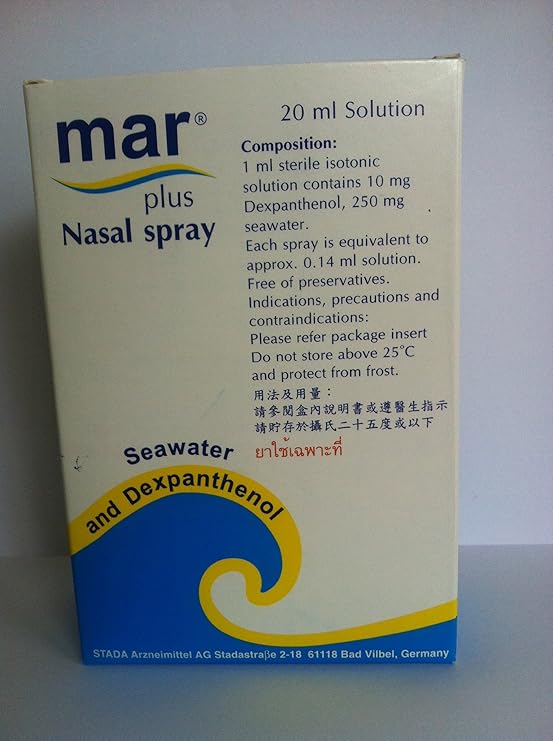 mar®
plus
Nasal spray
20 ml Solution
Composition:
1 ml sterile isotonic
solution contains 10 mg
Dexpanthenol, 250 mg
seawater.
Each spray is equivalent to
approx. 0.14 ml solution.
Free of preservatives.
Indications, precautions and
contraindications:
Please refer package insert
Do not store above 25°C
and protect from frost.
用法及用量：
請參閱盒內說明書或遵醫生指示
請貯存於攝氏二十五度或以下
ยาใช้เฉพาะที่
Seawater
and Dexpanthenol
STADA Arzneimittel AG Stadastraße 2-18 61118 Bad Vilbel, Germany